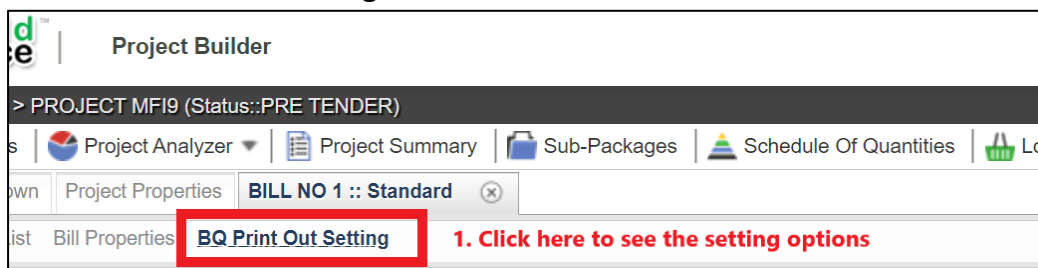 Project Builder
> PROJECT MFI9 (Status::PRE TENDER)
Project Analyzer Project Summary Sub-Packages Schedule Of Quantities
Project Properties BILL NO 1 :: Standard
Bill Properties BQ Print Out Setting 1. Click here to see the setting options